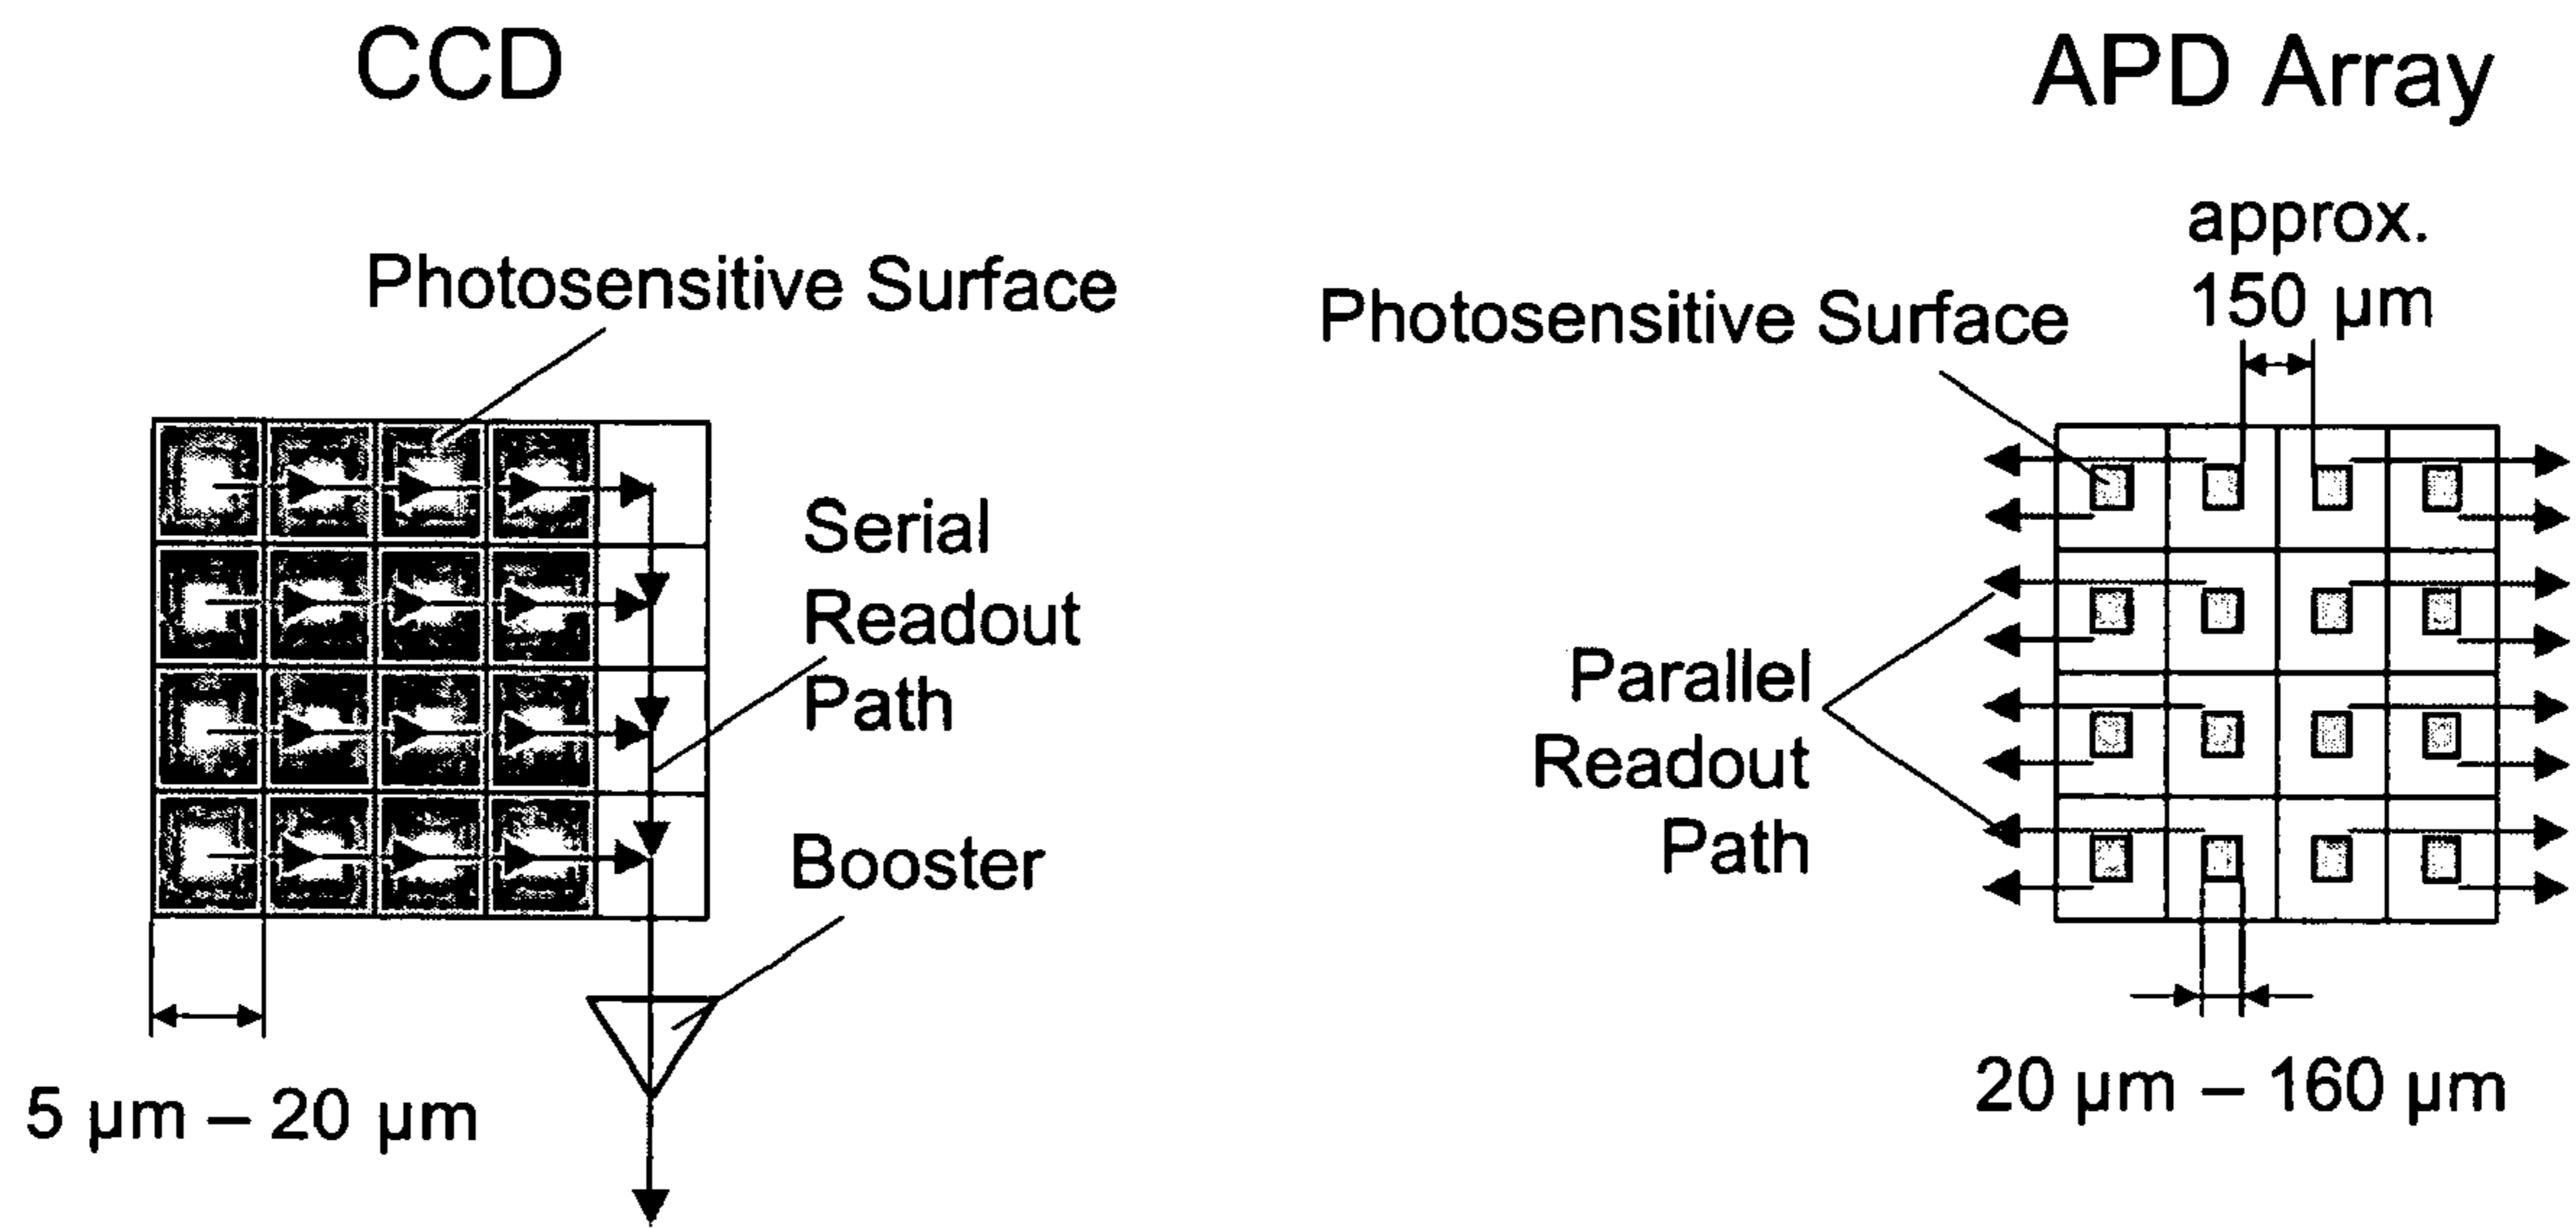 CCD
APD Array
Photosensitive Surface
Serial
Readout
Path
Booster
5 µm – 20 µm
approx.
150 µm
Photosensitive Surface
Parallel
Readout
Path
20 µm – 160 µm